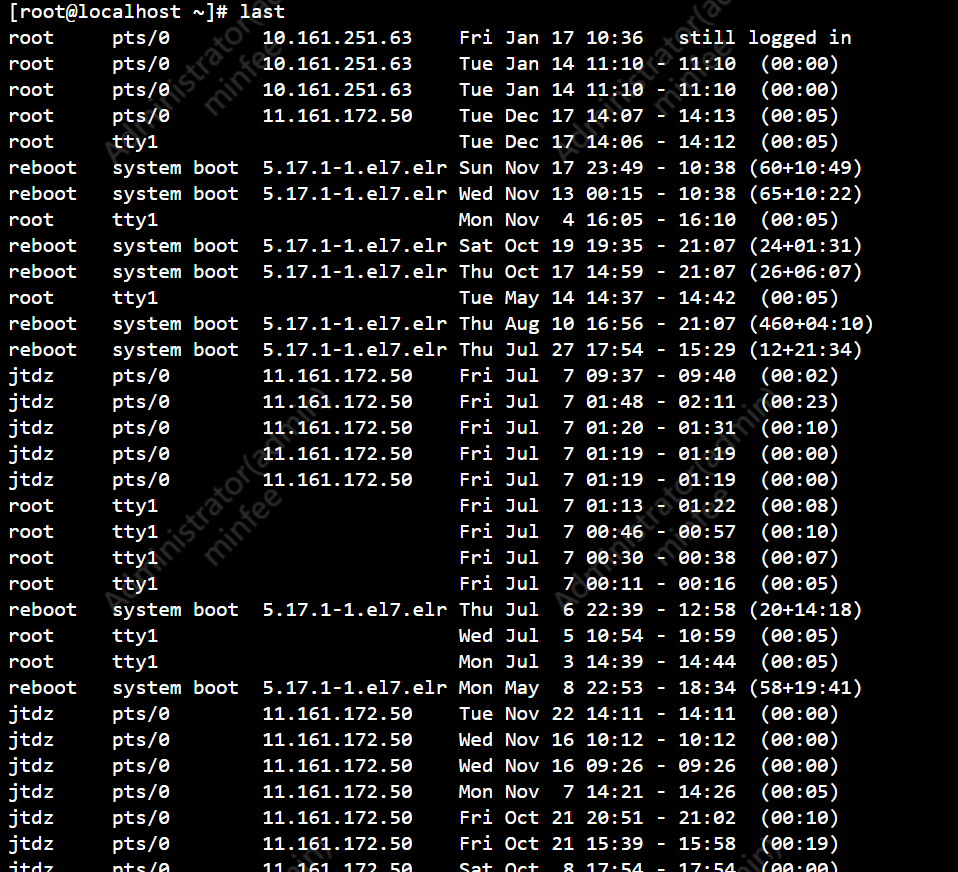 [root@localhost ~]# last
root     pts/0        10.161.251.63    Fri Jan 17 10:36   still logged in
root     pts/0        10.161.251.63    Tue Jan 14 11:10 - 11:10  (00:00)
root     pts/0        10.161.251.63    Tue Jan 14 11:10 - 11:10  (00:00)
root     pts/0        11.161.172.50    Tue Dec 17 14:07 - 14:13  (00:05)
root     tty1                          Tue Dec 17 14:06 - 14:12  (00:05)
reboot   system boot  5.17.1-1.el7.elr Sun Nov 17 23:49 - 10:38 (60+10:49)
reboot   system boot  5.17.1-1.el7.elr Wed Nov 13 00:15 - 10:38 (65+10:22)
root     tty1                          Mon Nov  4 16:05 - 16:10  (00:05)
reboot   system boot  5.17.1-1.el7.elr Sat Oct 19 19:35 - 21:07 (24+01:31)
reboot   system boot  5.17.1-1.el7.elr Thu Oct 17 14:59 - 21:07 (26+06:07)
root     tty1                          Tue May 14 14:37 - 14:42  (00:05)
reboot   system boot  5.17.1-1.el7.elr Thu Aug 10 16:56 - 21:07 (460+04:10)
reboot   system boot  5.17.1-1.el7.elr Thu Jul 27 17:54 - 15:29 (12+21:34)
jtdz     pts/0        11.161.172.50    Fri Jul  7 09:37 - 09:40  (00:02)
jtdz     pts/0        11.161.172.50    Fri Jul  7 01:48 - 02:11  (00:23)
jtdz     pts/0        11.161.172.50    Fri Jul  7 01:20 - 01:31  (00:10)
jtdz     pts/0        11.161.172.50    Fri Jul  7 01:19 - 01:19  (00:00)
jtdz     pts/0        11.161.172.50    Fri Jul  7 01:19 - 01:19  (00:00)
root     tty1                          Fri Jul  7 01:13 - 01:22  (00:08)
root     tty1                          Fri Jul  7 00:46 - 00:57  (00:10)
root     tty1                          Fri Jul  7 00:30 - 00:38  (00:07)
root     tty1                          Fri Jul  7 00:11 - 00:16  (00:05)
reboot   system boot  5.17.1-1.el7.elr Thu Jul  6 22:39 - 12:58 (20+14:18)
root     tty1                          Wed Jul  5 10:54 - 10:59  (00:05)
root     tty1                          Mon Jul  3 14:39 - 14:44  (00:05)
reboot   system boot  5.17.1-1.el7.elr Mon May  8 22:53 - 18:34 (58+19:41)
jtdz     pts/0        11.161.172.50    Tue Nov 22 14:11 - 14:11  (00:00)
jtdz     pts/0        11.161.172.50    Wed Nov 16 10:12 - 10:12  (00:00)
jtdz     pts/0        11.161.172.50    Wed Nov 16 09:26 - 09:26  (00:00)
jtdz     pts/0        11.161.172.50    Mon Nov  7 14:21 - 14:26  (00:05)
jtdz     pts/0        11.161.172.50    Fri Oct 21 20:51 - 21:02  (00:10)
jtdz     pts/0        11.161.172.50    Fri Oct 21 15:39 - 15:58  (00:19)
jtdz     pts/0        11.161.172.50    Sat Oct  8 17:54 - 17:54  (00:00)
Administrator(admin)
minfee
Administrator(admin)
minfee
Administrator(admin)
minfee
Administrator(admin)
minfee